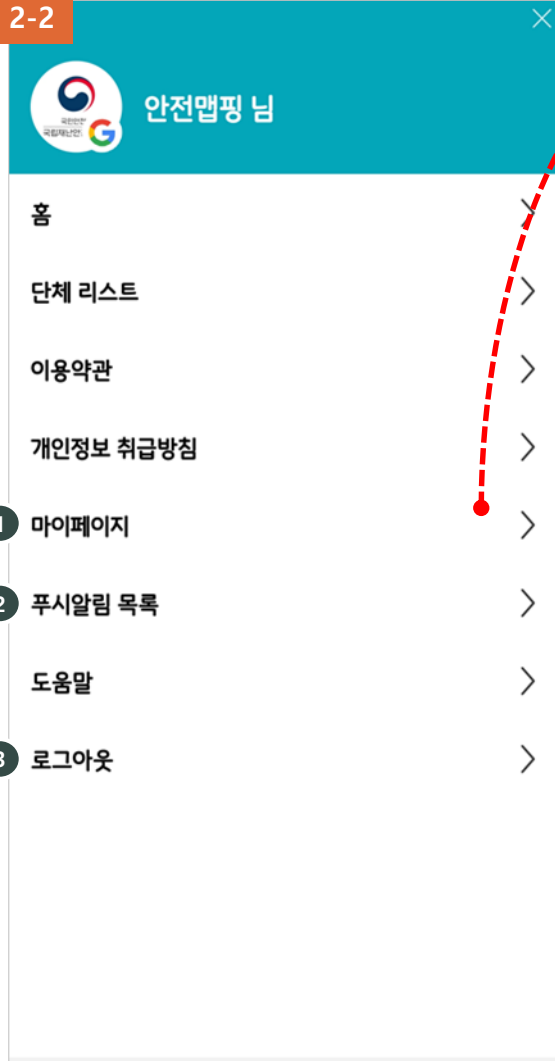 2-2
안전맵핑 님
홈
단체 리스트
이용약관
개인정보 취급방침
1 마이페이지
2 푸시알림 목록
도움말
3 로그아웃